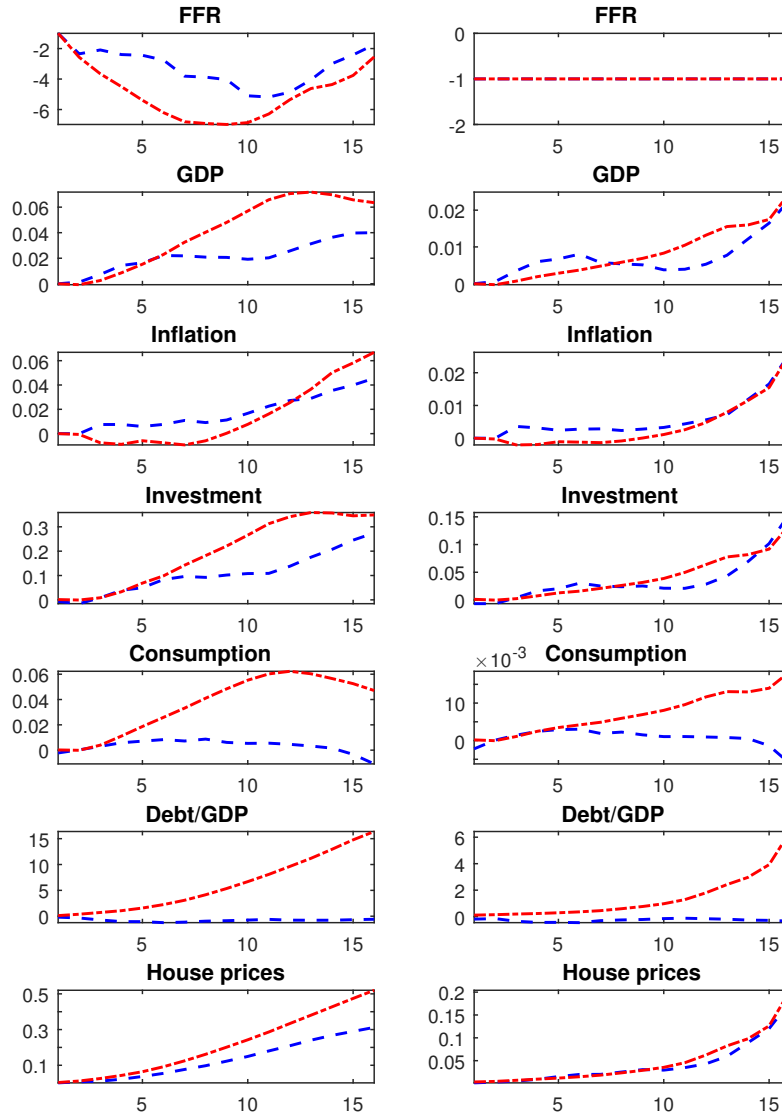 FFR FFR
-2 0
-4 -1
-6 -2
5 10 15 5 10 15
GDP GDP
0.06 0.02
0.04 0.01
0.02 0
0
5 10 15 5 10 15
Inflation Inflation
0.06 0.02
0.04 0.01
0.02 0
0
5 10 15 5 10 15
Investment Investment
0.3 0.15
0.2 0.1
0.1 0.05
0 0
5 10 15 5 10 15
Consumption ×10⁻³ Consumption
0.06 10
0.04 0
0.02
0
5 10 15 5 10 15
Debt/GDP Debt/GDP
15 6
10 4
5 2
0 0
5 10 15 5 10 15
House prices House prices
0.5 0.2
0.3 0.15
0.1 0.1
0.05
5 10 15 5 10 15